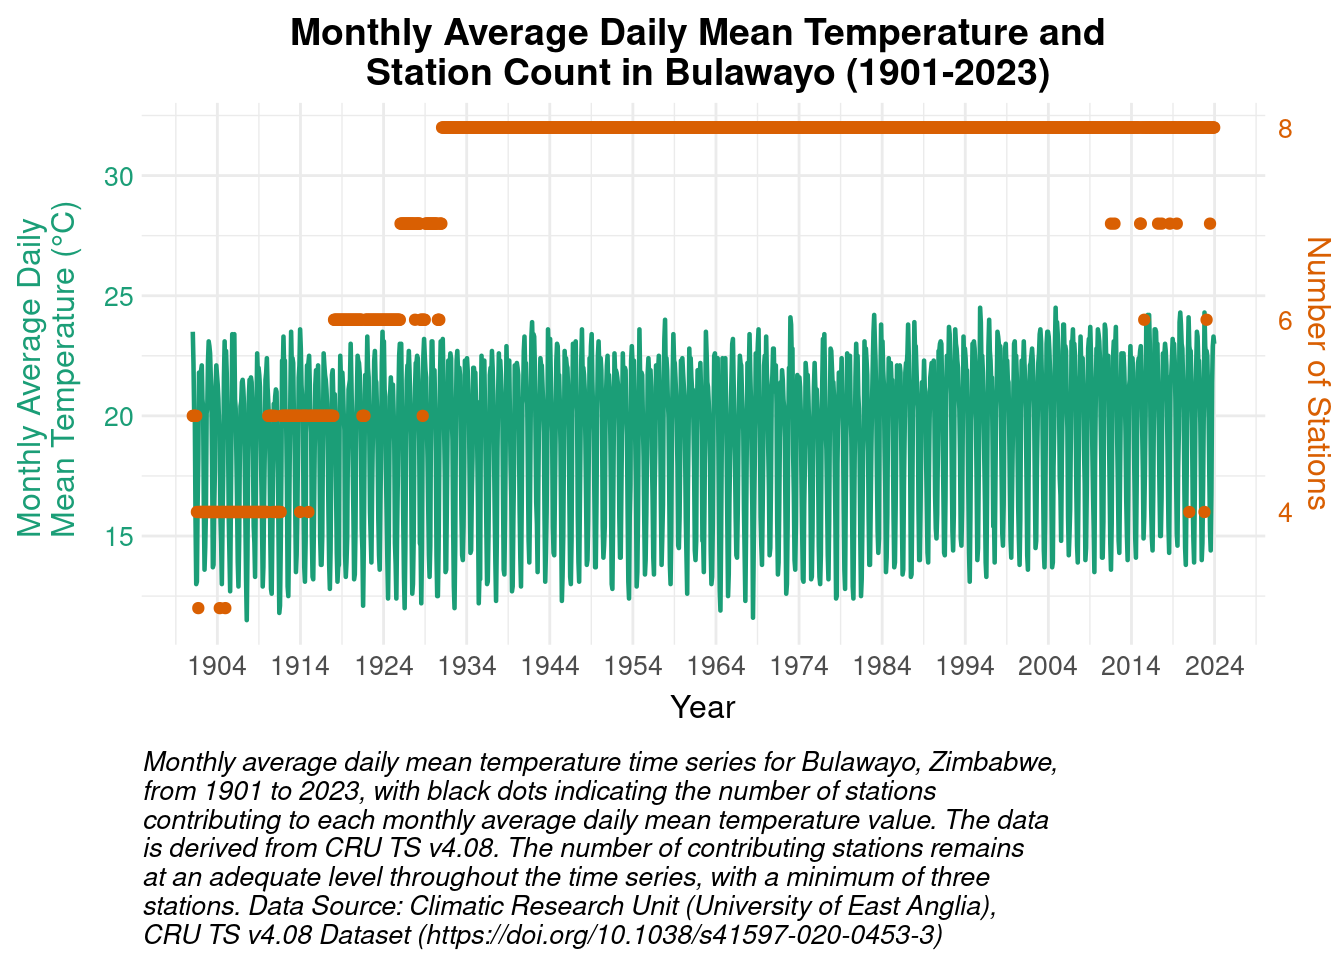 Monthly Average Daily Mean Temperature and
Station Count in Bulawayo (1901-2023)
Monthly Average Daily
Mean Temperature (°C)
30
25
20
15
8
6
4
Number of Stations
1904 1914 1924 1934 1944 1954 1964 1974 1984 1994 2004 2014 2024
Year
Monthly average daily mean temperature time series for Bulawayo, Zimbabwe,
from 1901 to 2023, with black dots indicating the number of stations
contributing to each monthly average daily mean temperature value. The data
is derived from CRU TS v4.08. The number of contributing stations remains
at an adequate level throughout the time series, with a minimum of three
stations. Data Source: Climatic Research Unit (University of East Anglia),
CRU TS v4.08 Dataset (https://doi.org/10.1038/s41597-020-0453-3)